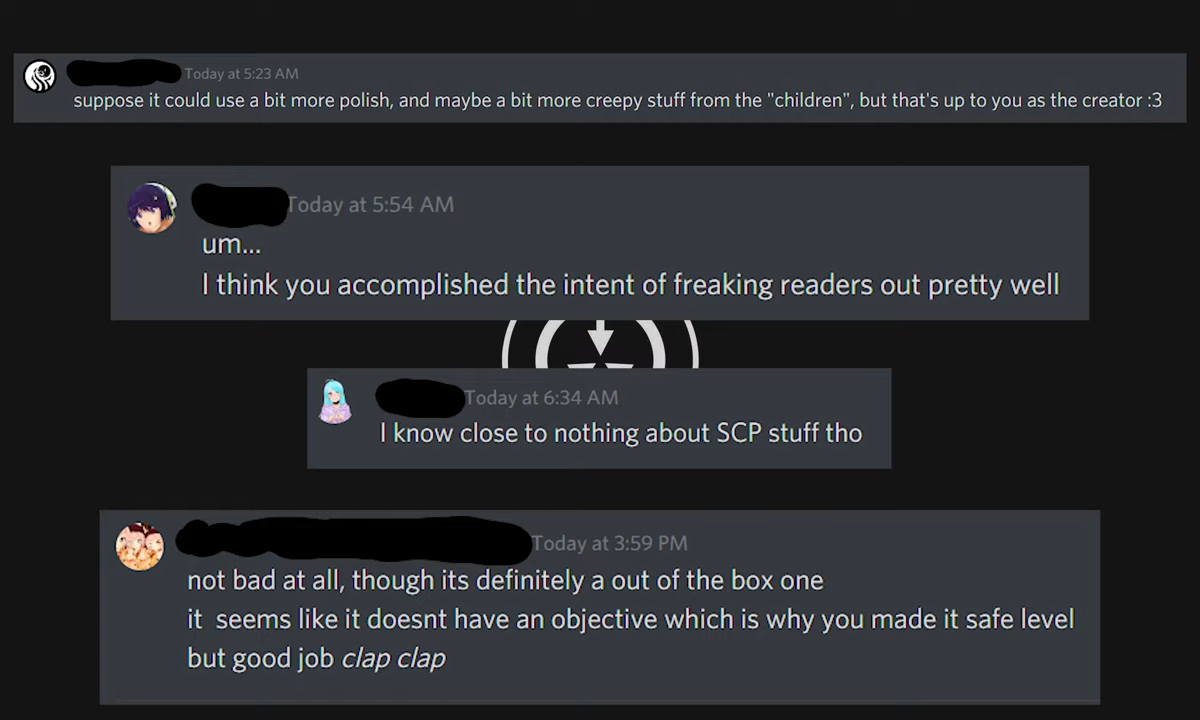 Today at 5:23 AM
suppose it could use a bit more polish, and maybe a bit more creepy stuff from the "children", but that's up to you as the creator :3
Today at 5:54 AM
um...
I think you accomplished the intent of freaking readers out pretty well
Today at 6:34 AM
I know close to nothing about SCP stuff tho
Today at 3:59 PM
not bad at all, though its definitely a out of the box one
it  seems like it doesnt have an objective which is why you made it safe level
but good job clap clap